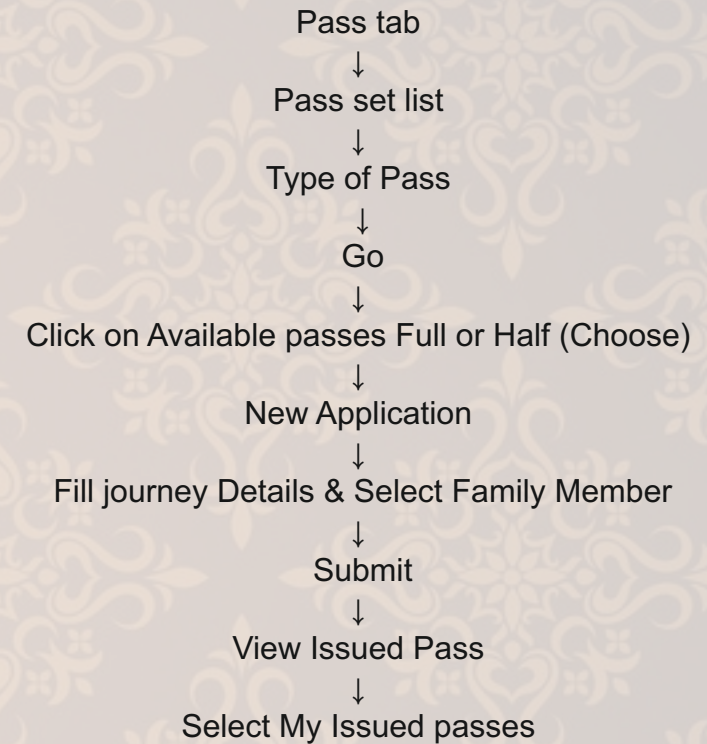 Pass tab
↓
Pass set list
↓
Type of Pass
↓
Go
↓
Click on Available passes Full or Half (Choose)
↓
New Application
↓
Fill journey Details & Select Family Member
↓
Submit
↓
View Issued Pass
↓
Select My Issued passes